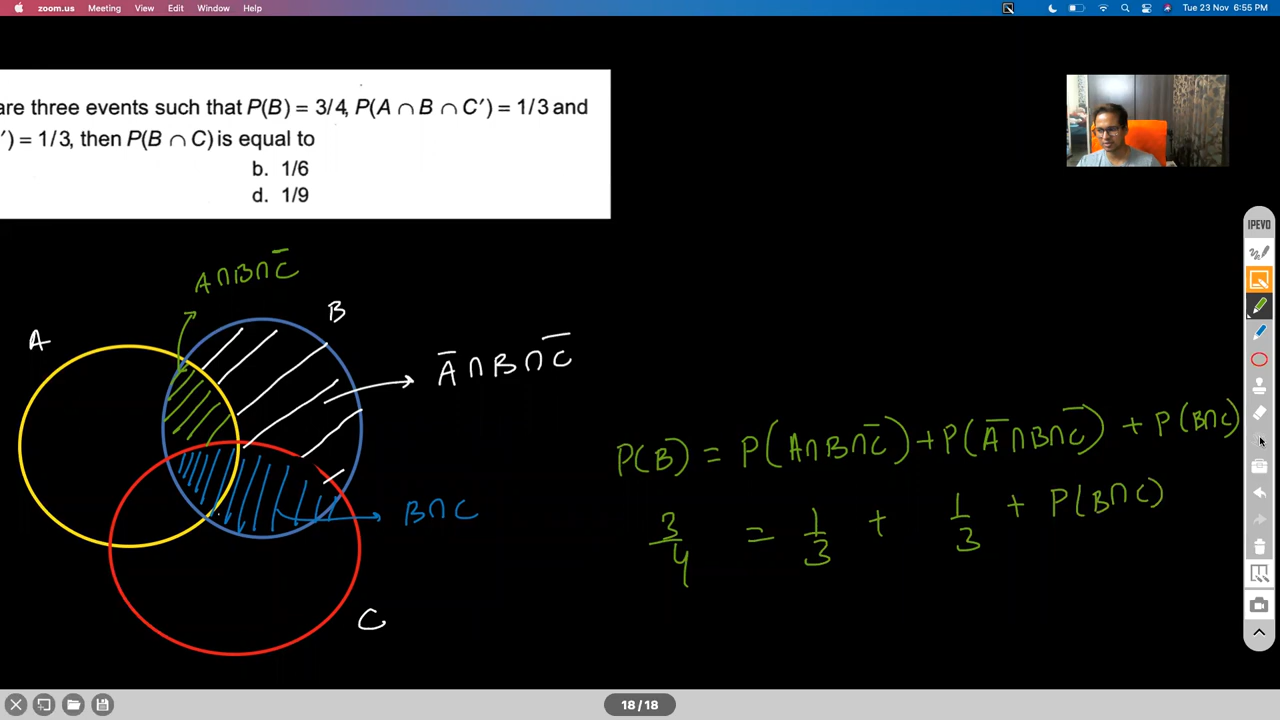 zoom.us Meeting View Edit Window Help Tue 23 Nov 6:55 PM
are three events such that P(B) = 3/4, P(A ∩ B ∩ C′) = 1/3 and
′) = 1/3, then P(B ∩ C) is equal to
b. 1/6
d. 1/9
IPEVO
A∩B∩C̅
B
A
A̅ ∩ B ∩ C̅
P(B) = P(A∩B∩C̅) + P(A̅∩B∩C̅) + P(B∩C)
3/4 = 1/3 + 1/3 + P(B∩C)
B∩C
C
18 / 18